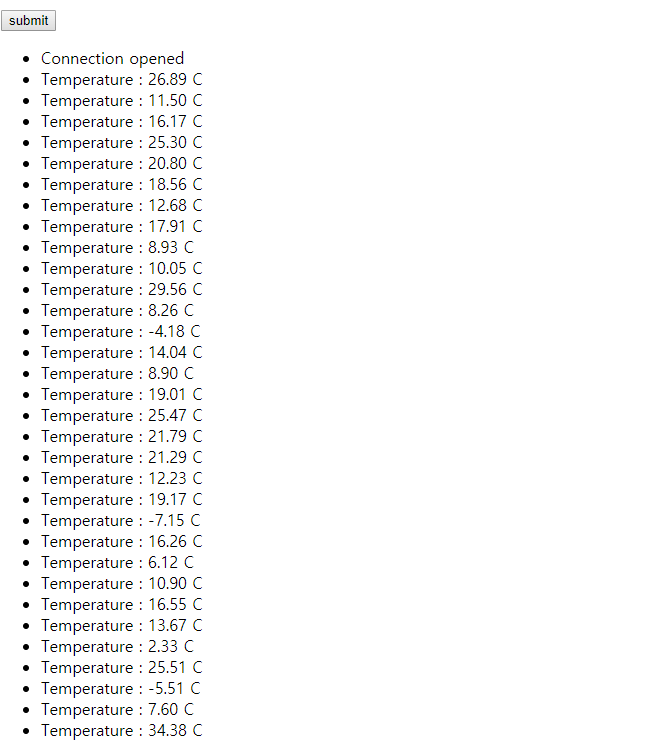 submit
Connection opened
Temperature : 26.89 C
Temperature : 11.50 C
Temperature : 16.17 C
Temperature : 25.30 C
Temperature : 20.80 C
Temperature : 18.56 C
Temperature : 12.68 C
Temperature : 17.91 C
Temperature : 8.93 C
Temperature : 10.05 C
Temperature : 29.56 C
Temperature : 8.26 C
Temperature : -4.18 C
Temperature : 14.04 C
Temperature : 8.90 C
Temperature : 19.01 C
Temperature : 25.47 C
Temperature : 21.79 C
Temperature : 21.29 C
Temperature : 12.23 C
Temperature : 19.17 C
Temperature : -7.15 C
Temperature : 16.26 C
Temperature : 6.12 C
Temperature : 10.90 C
Temperature : 16.55 C
Temperature : 13.67 C
Temperature : 2.33 C
Temperature : 25.51 C
Temperature : -5.51 C
Temperature : 7.60 C
Temperature : 34.38 C